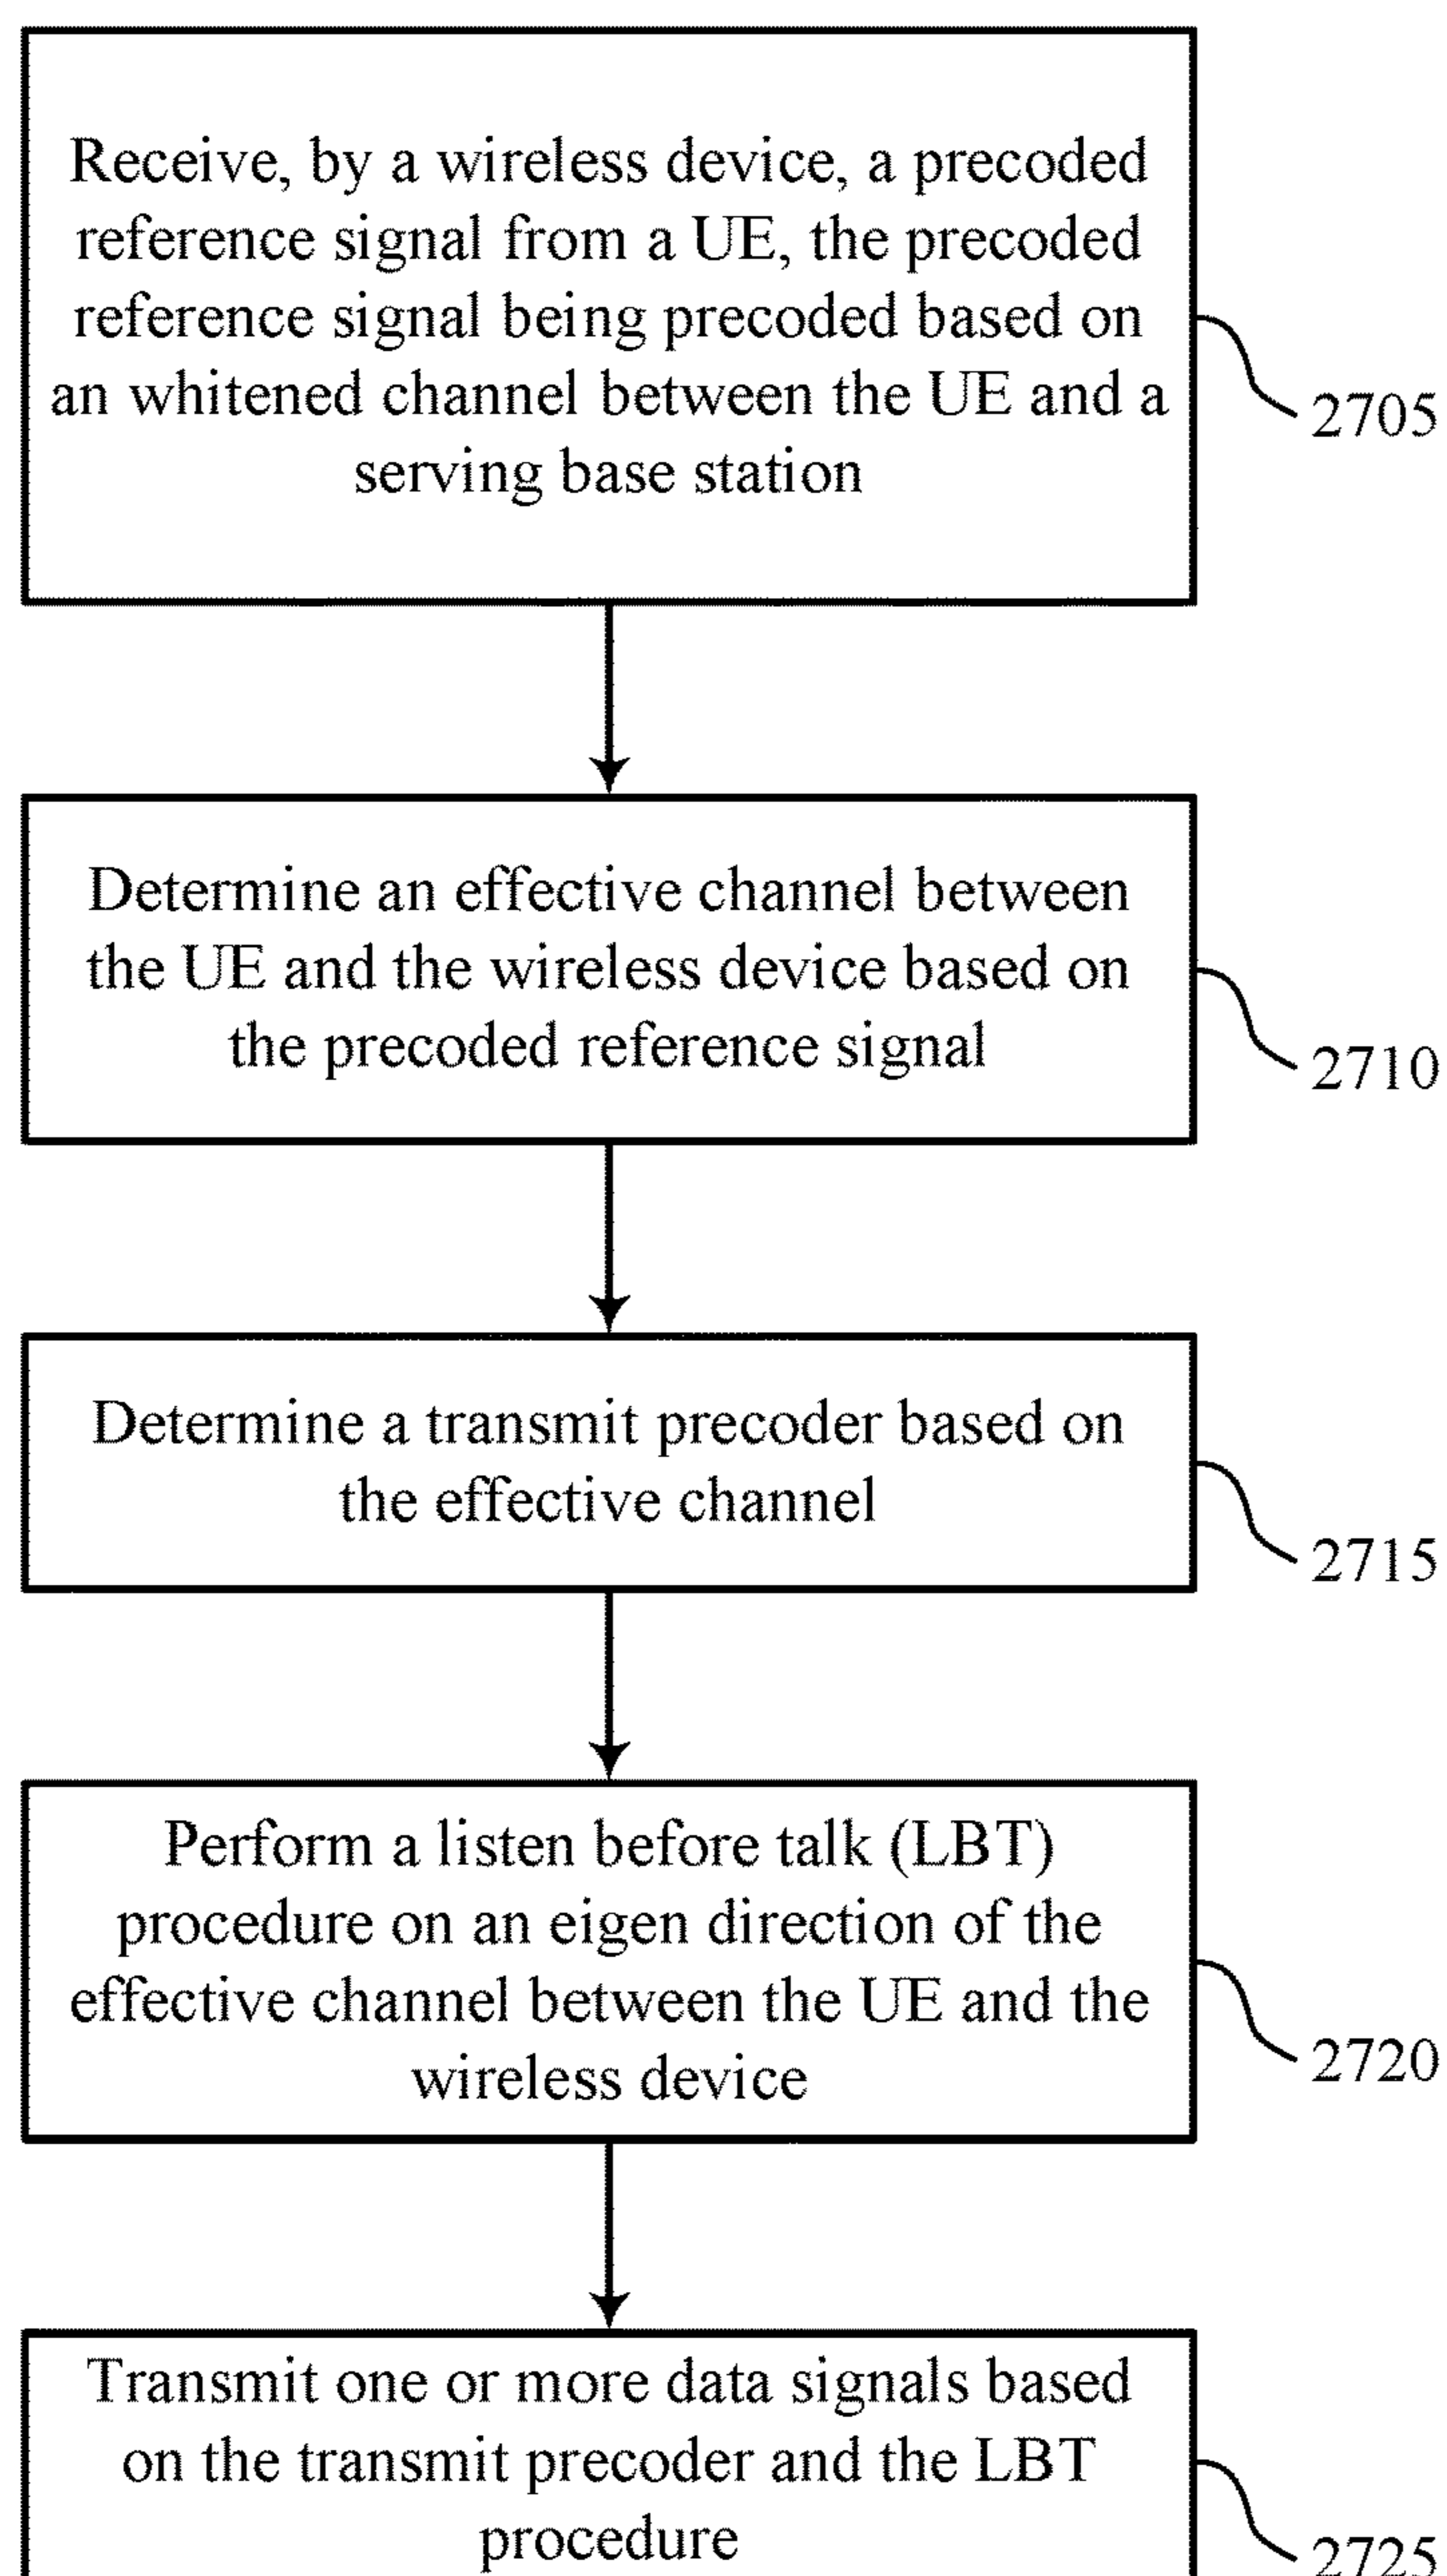 Receive, by a wireless device, a precoded
reference signal from a UE, the precoded
reference signal being precoded based on
an whitened channel between the UE and a
serving base station
2705
Determine an effective channel between
the UE and the wireless device based on
the precoded reference signal
2710
Determine a transmit precoder based on
the effective channel
2715
Perform a listen before talk (LBT)
procedure on an eigen direction of the
effective channel between the UE and the
wireless device
2720
Transmit one or more data signals based
on the transmit precoder and the LBT
procedure
2725